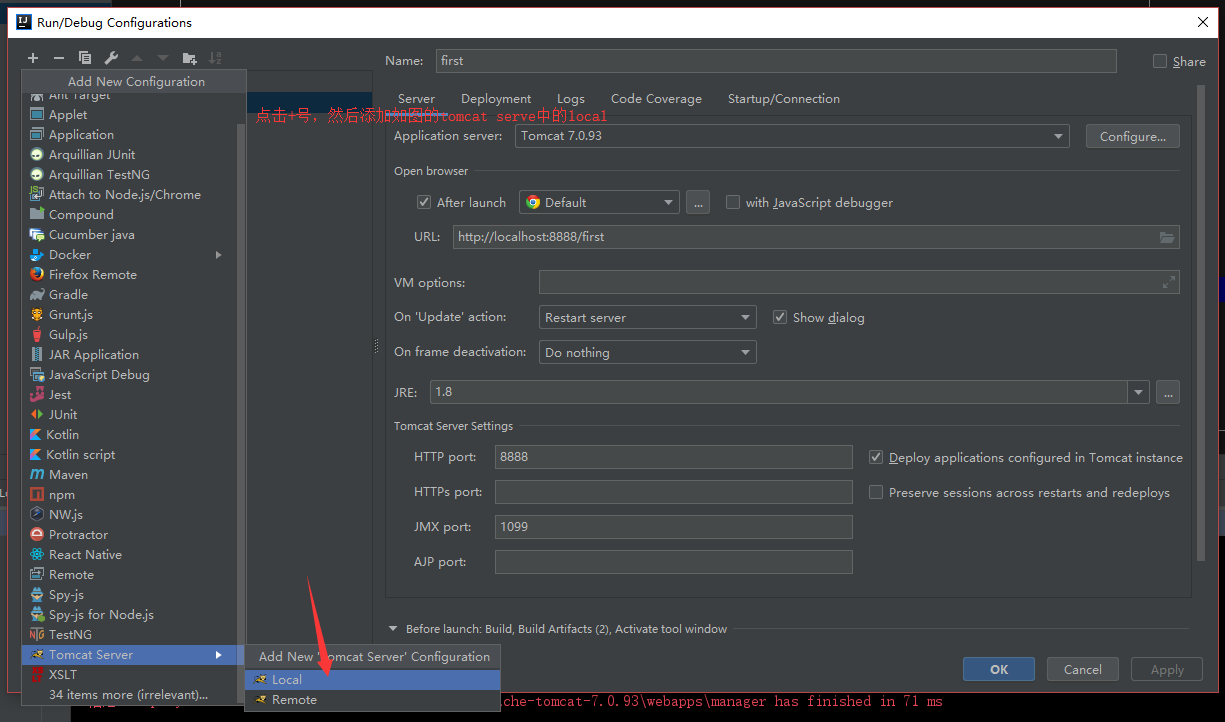 Run/Debug Configurations
Add New Configuration
Ant Target
Applet
Application
Arquillian JUnit
Arquillian TestNG
Attach to Node.js/Chrome
Compound
Cucumber java
Docker
Firefox Remote
Gradle
Grunt.js
Gulp.js
JAR Application
JavaScript Debug
Jest
JUnit
Kotlin
Kotlin script
Maven
npm
NW.js
Protractor
React Native
Remote
Spy-js
Spy-js for Node.js
TestNG
Tomcat Server
XSLT
34 items more (irrelevant)...
Add New 'Tomcat Server' Configuration
Local
Remote
Name: first
Share
Server Deployment Logs Code Coverage Startup/Connection
点击+号，然后添加如图的tomcat serve中的local
Application server: Tomcat 7.0.93 Configure...
Open browser
After launch Default ... with JavaScript debugger
URL: http://localhost:8888/first
VM options:
On 'Update' action: Restart server Show dialog
On frame deactivation: Do nothing
JRE: 1.8 ...
Tomcat Server Settings
HTTP port: 8888 Deploy applications configured in Tomcat instance
HTTPs port: Preserve sessions across restarts and redeploys
JMX port: 1099
AJP port:
Before launch: Build, Build Artifacts (2), Activate tool window
OK Cancel Apply
che-tomcat-7.0.93\webapps\manager has finished in 71 ms